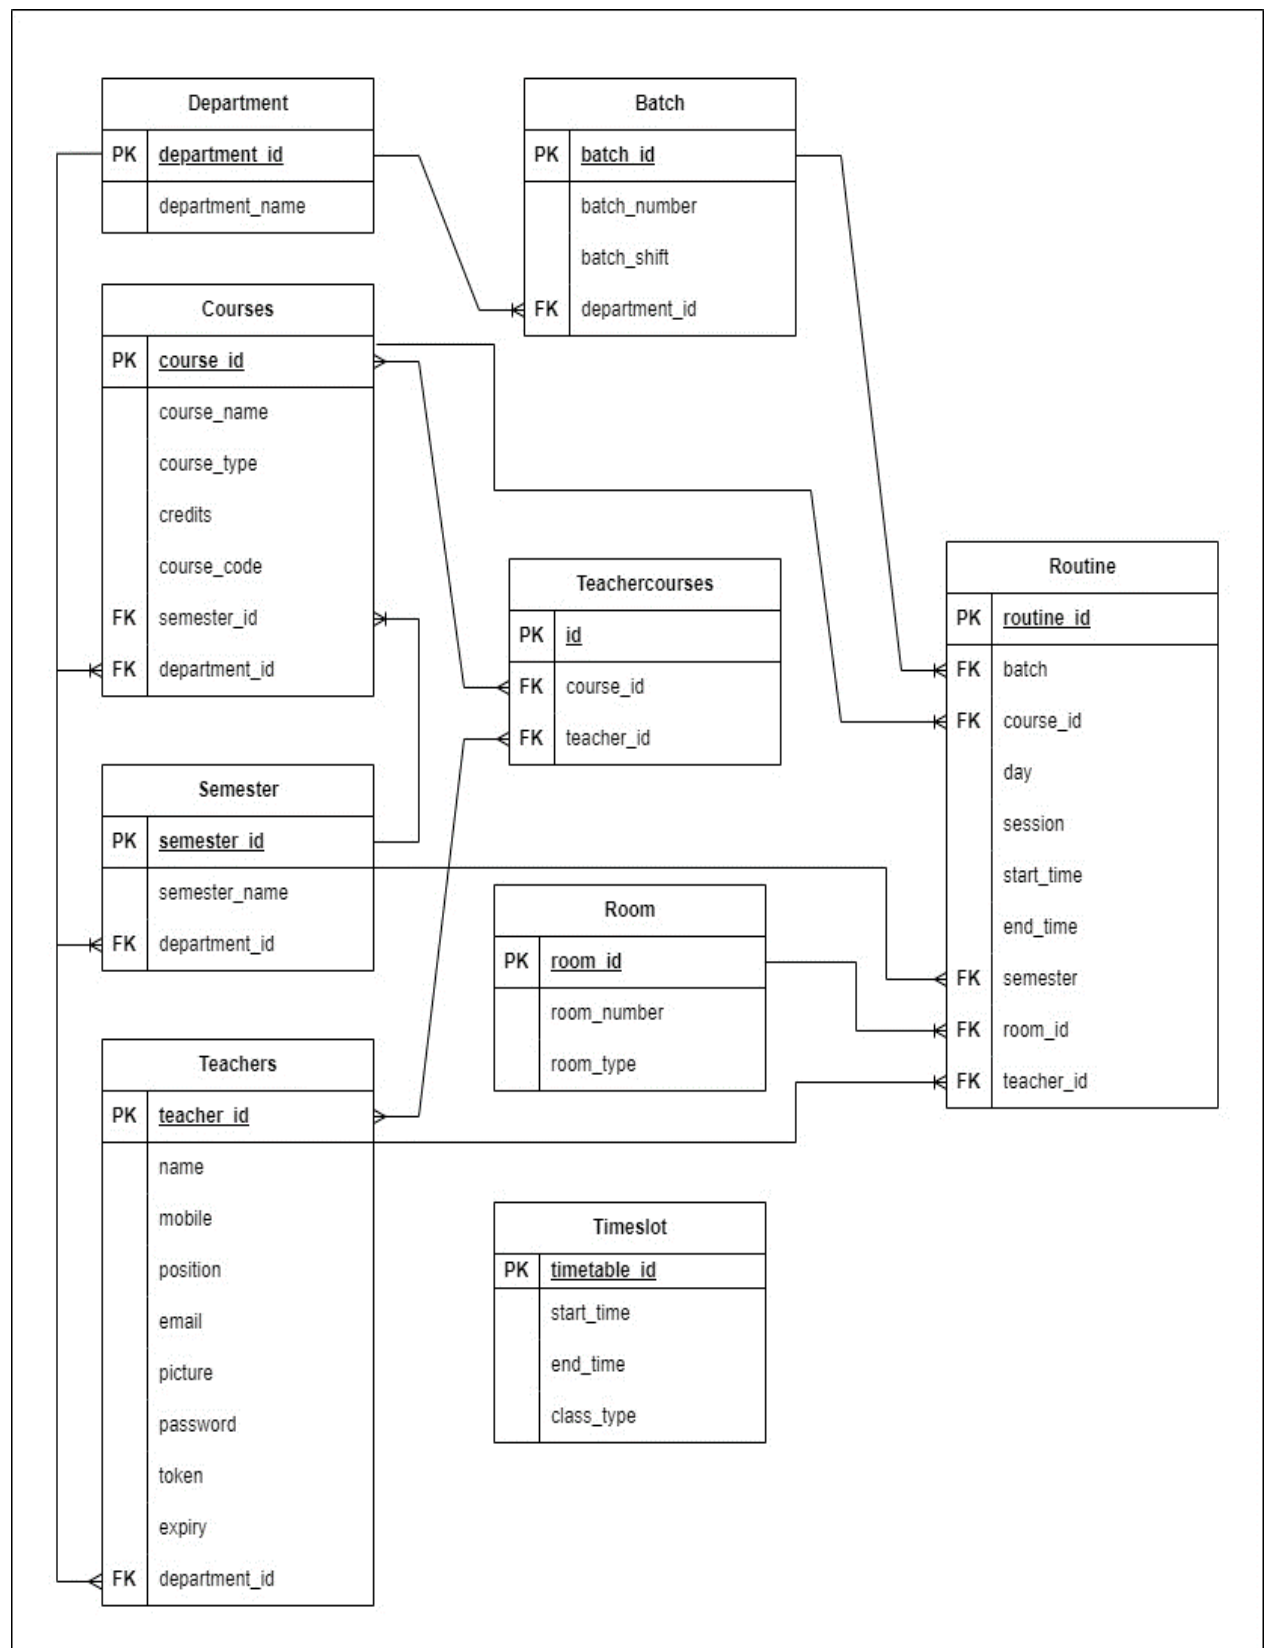 Department
PK department_id
department_name
Batch
PK batch_id
batch_number
batch_shift
FK department_id
Courses
PK course_id
course_name
course_type
credits
course_code
FK semester_id
FK department_id
Teachercourses
PK id
FK course_id
FK teacher_id
Routine
PK routine_id
FK batch
FK course_id
day
session
start_time
end_time
FK semester
FK room_id
FK teacher_id
Semester
PK semester_id
semester_name
FK department_id
Room
PK room_id
room_number
room_type
Teachers
PK teacher_id
name
mobile
position
email
picture
password
token
expiry
FK department_id
Timeslot
PK timetable_id
start_time
end_time
class_type